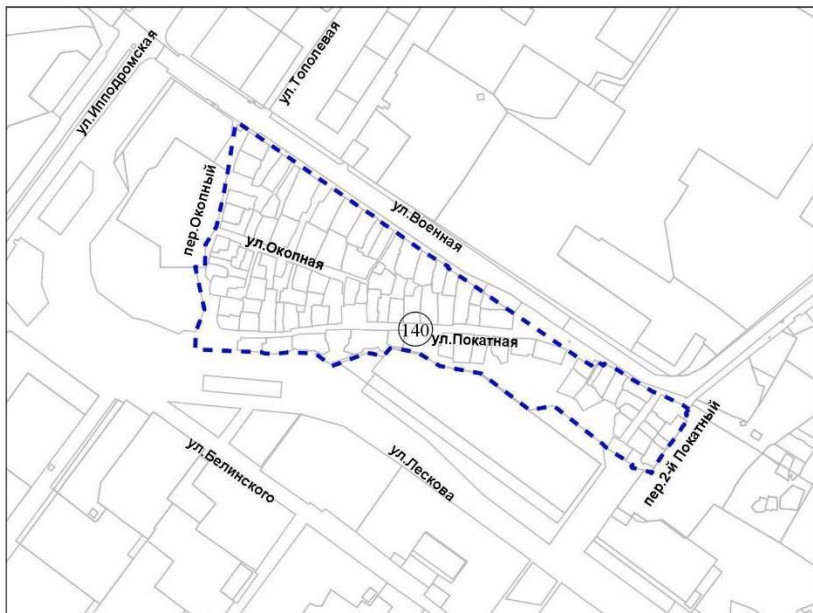 ул.Ипподромская
ул.Тополевая
пер.Окопный
ул.Военная
ул.Окопная
140
ул.Покатная
ул.Белинского
ул.Лескова
пер.2-й Покатный